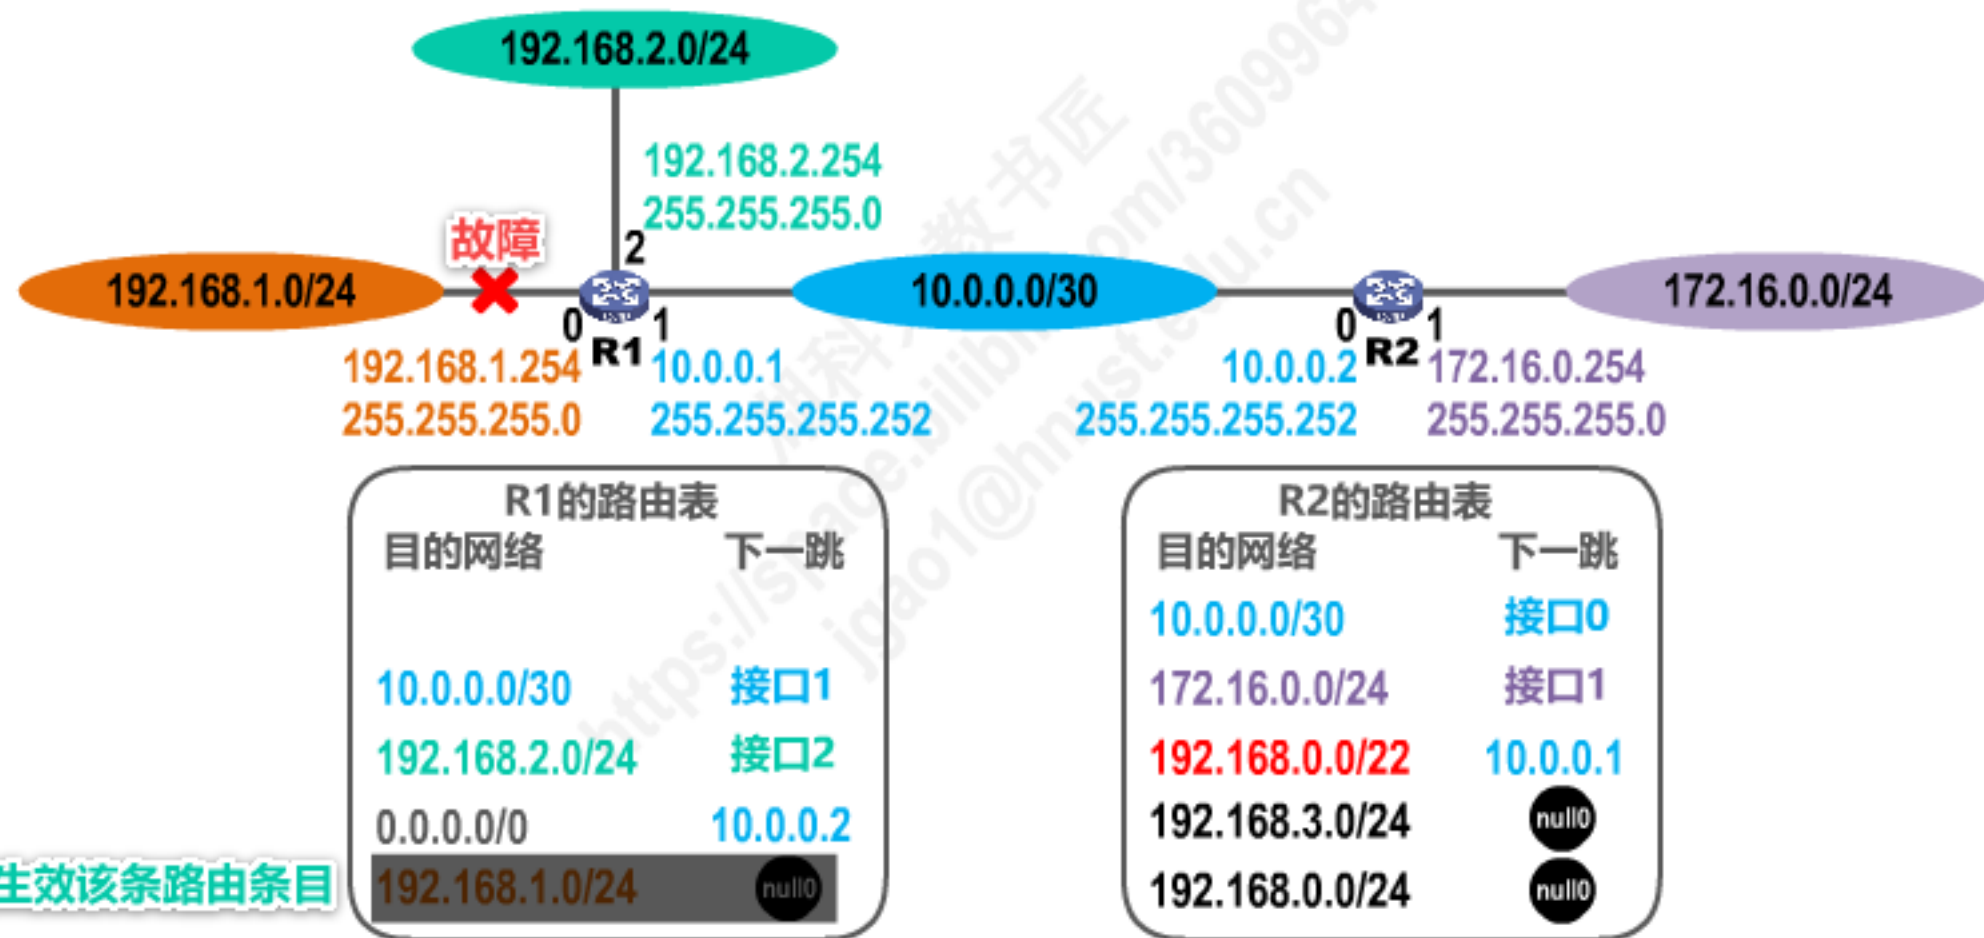 192.168.2.0/24
192.168.2.254
255.255.255.0
故障
2
192.168.1.0/24
10.0.0.0/30
172.16.0.0/24
0 R1 1
0 R2 1
192.168.1.254
255.255.255.0
10.0.0.1
255.255.255.252
10.0.0.2
255.255.255.252
172.16.0.254
255.255.255.0
R1的路由表
目的网络 下一跳
10.0.0.0/30 接口1
192.168.2.0/24 接口2
0.0.0.0/0 10.0.0.2
192.168.1.0/24 null0
生效该条路由条目
R2的路由表
目的网络 下一跳
10.0.0.0/30 接口0
172.16.0.0/24 接口1
192.168.0.0/22 10.0.0.1
192.168.3.0/24 null0
192.168.0.0/24 null0
jgao1@hnust.edu.cn